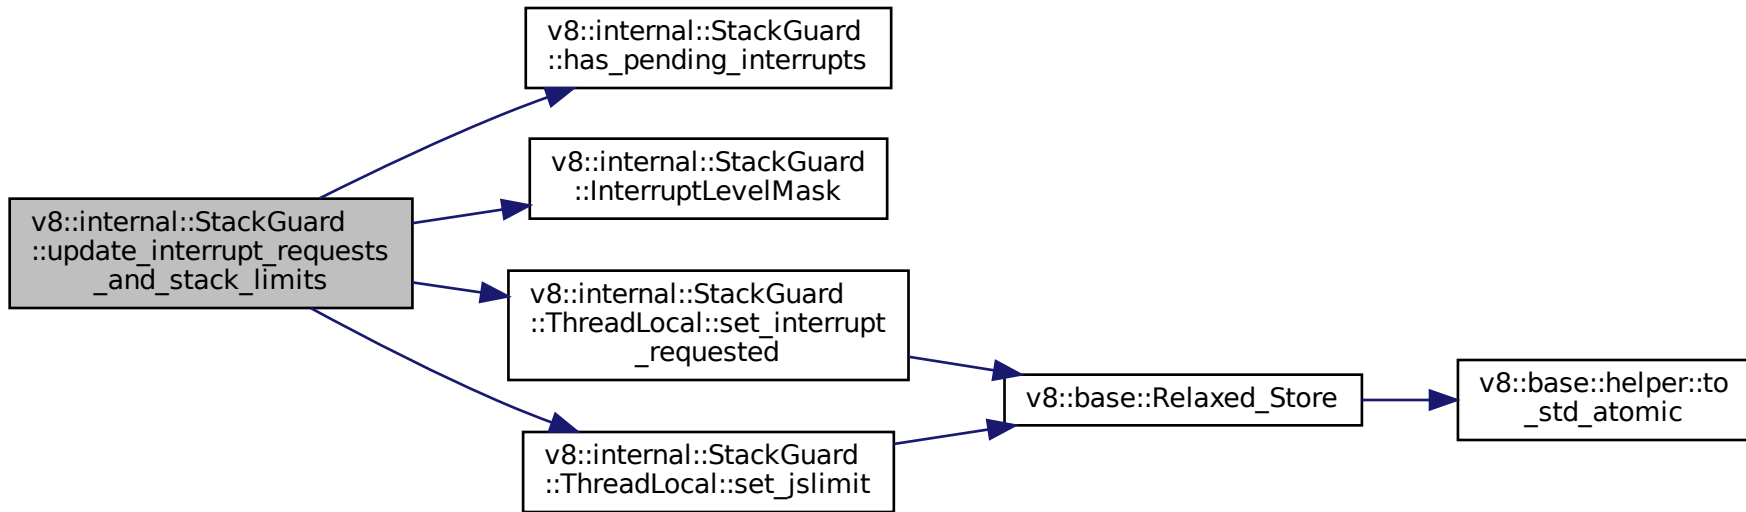 v8::internal::StackGuard
::has_pending_interrupts
v8::internal::StackGuard
::InterruptLevelMask
v8::internal::StackGuard
::update_interrupt_requests
_and_stack_limits
v8::internal::StackGuard
::ThreadLocal::set_interrupt
_requested
v8::internal::StackGuard
::ThreadLocal::set_jslimit
v8::base::Relaxed_Store
v8::base::helper::to
_std_atomic